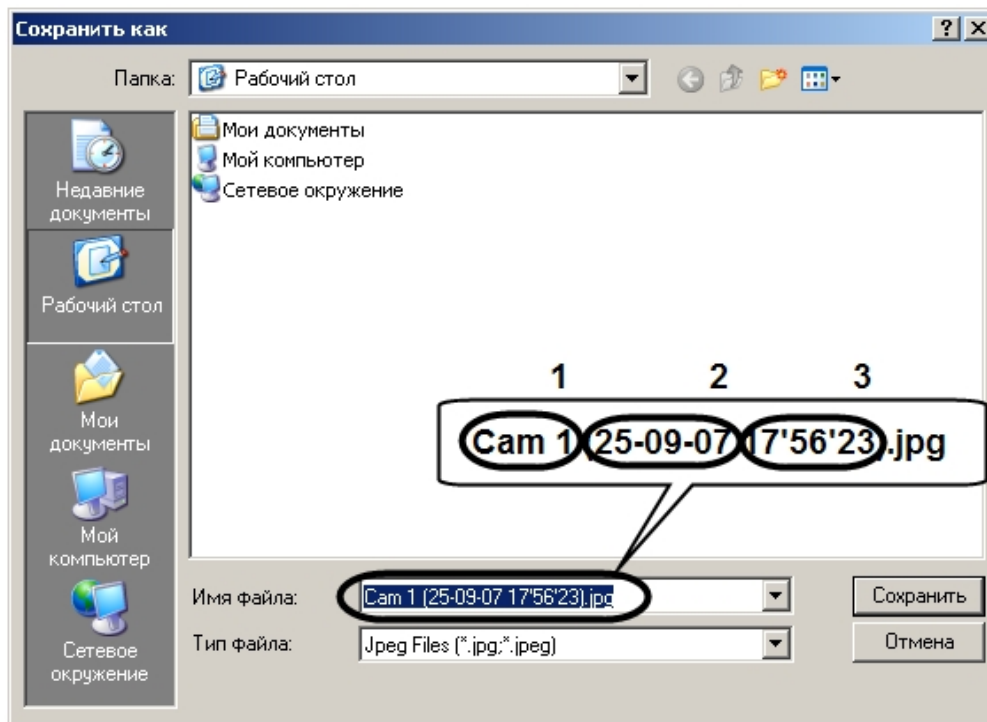 Сохранить как
Папка:
Рабочий стол
Мои документы
Мой компьютер
Сетевое окружение
Недавние
документы
Рабочий стол
Мои
документы
Мой
компьютер
Сетевое
окружение
1 2 3
Cam 1 (25-09-07 17'56'23).jpg
Имя файла:
Cam 1 (25-09-07 17'56'23).jpg
Сохранить
Тип файла:
Jpeg Files (*.jpg;*.jpeg)
Отмена